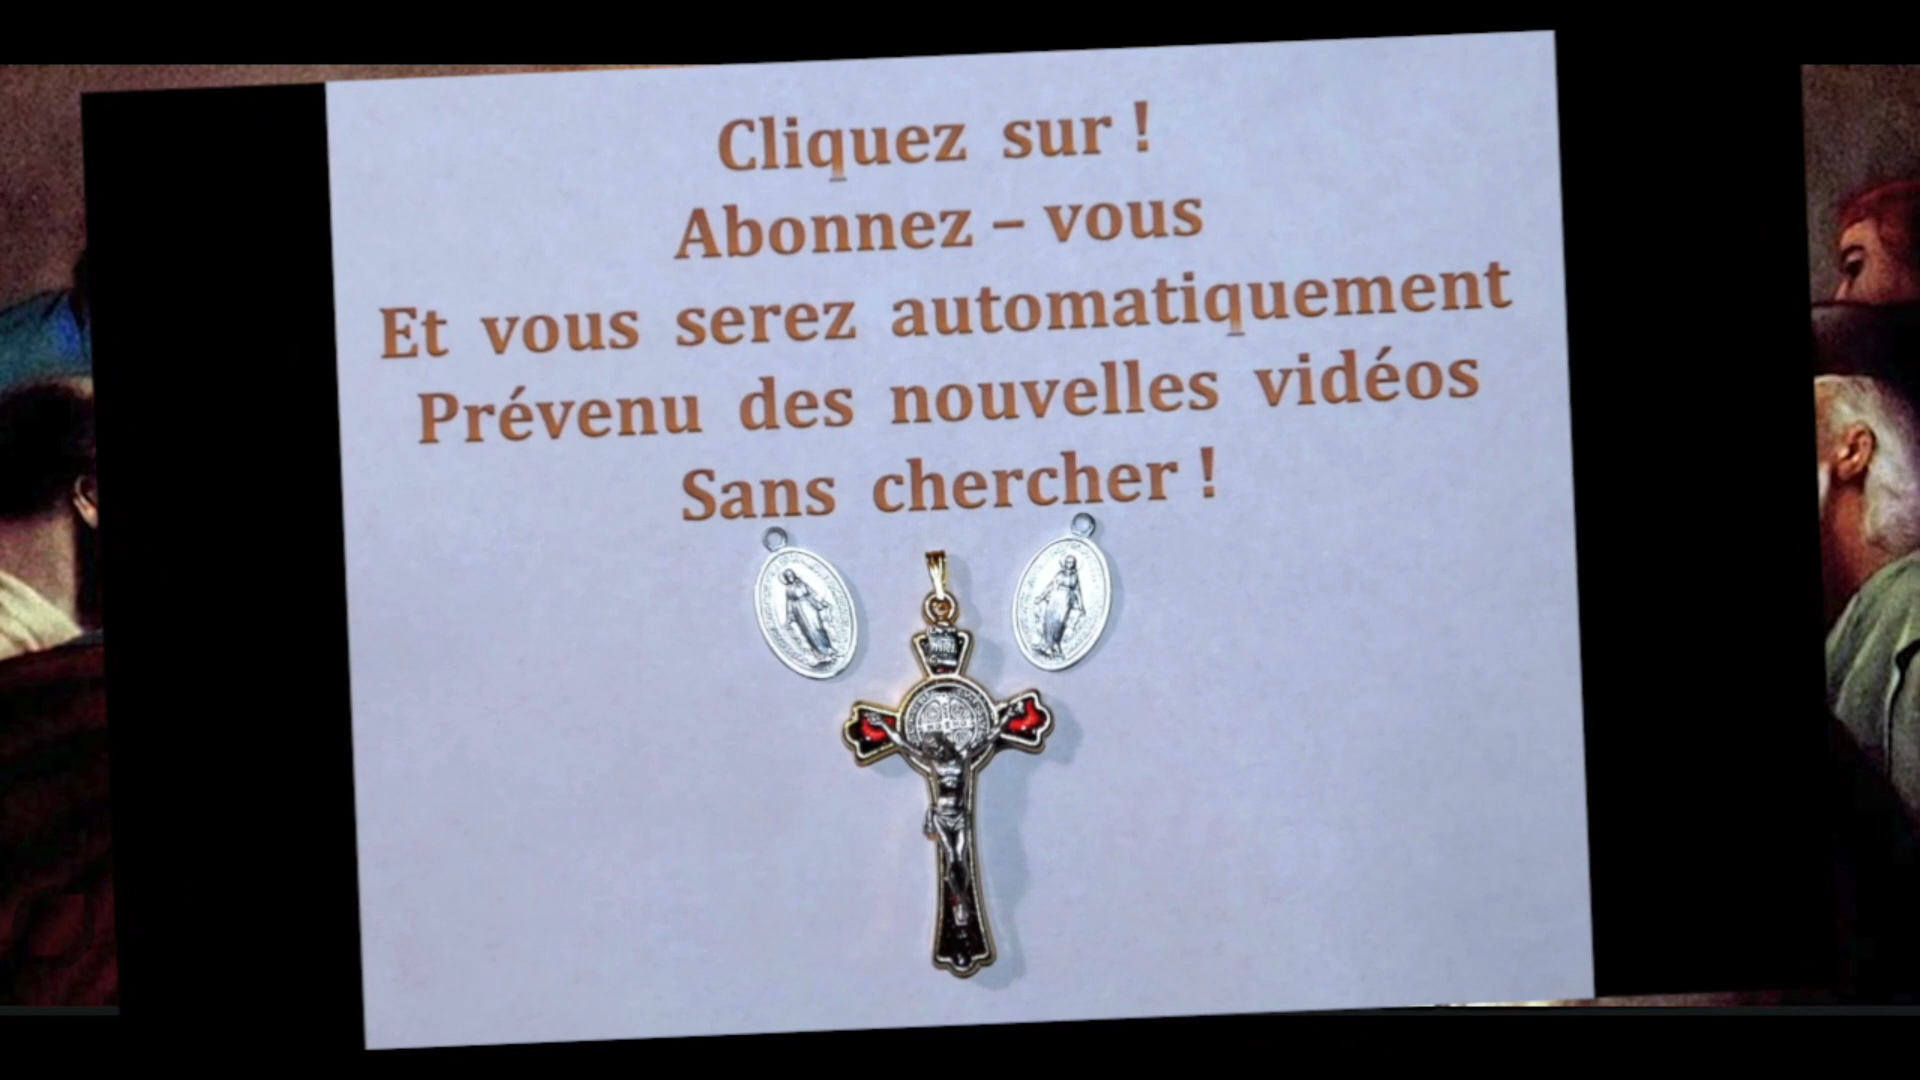 Cliquez sur !
Abonnez – vous
Et vous serez automatiquement
Prévenu des nouvelles vidéos
Sans chercher !